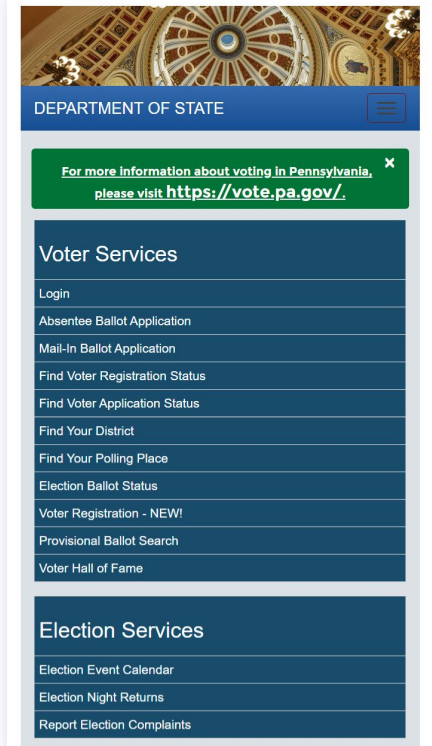 DEPARTMENT OF STATE
×
For more information about voting in Pennsylvania,
please visit https://vote.pa.gov/.
Voter Services
Login
Absentee Ballot Application
Mail-In Ballot Application
Find Voter Registration Status
Find Voter Application Status
Find Your District
Find Your Polling Place
Election Ballot Status
Voter Registration - NEW!
Provisional Ballot Search
Voter Hall of Fame
Election Services
Election Event Calendar
Election Night Returns
Report Election Complaints